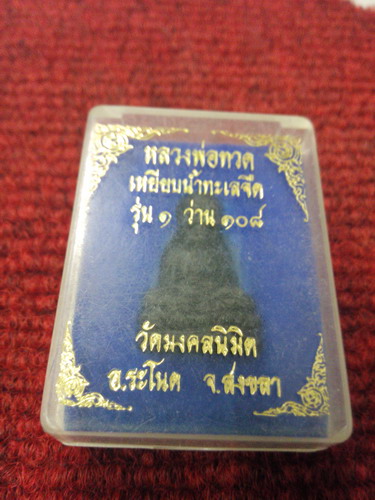 หลวงพ่อทวด
เหยียบน้ำทะเลจืด
รุ่น ๑ ว่าน ๑๐๘
วัดมงคลนิมิต
อ.ระโนด จ.สงขลา